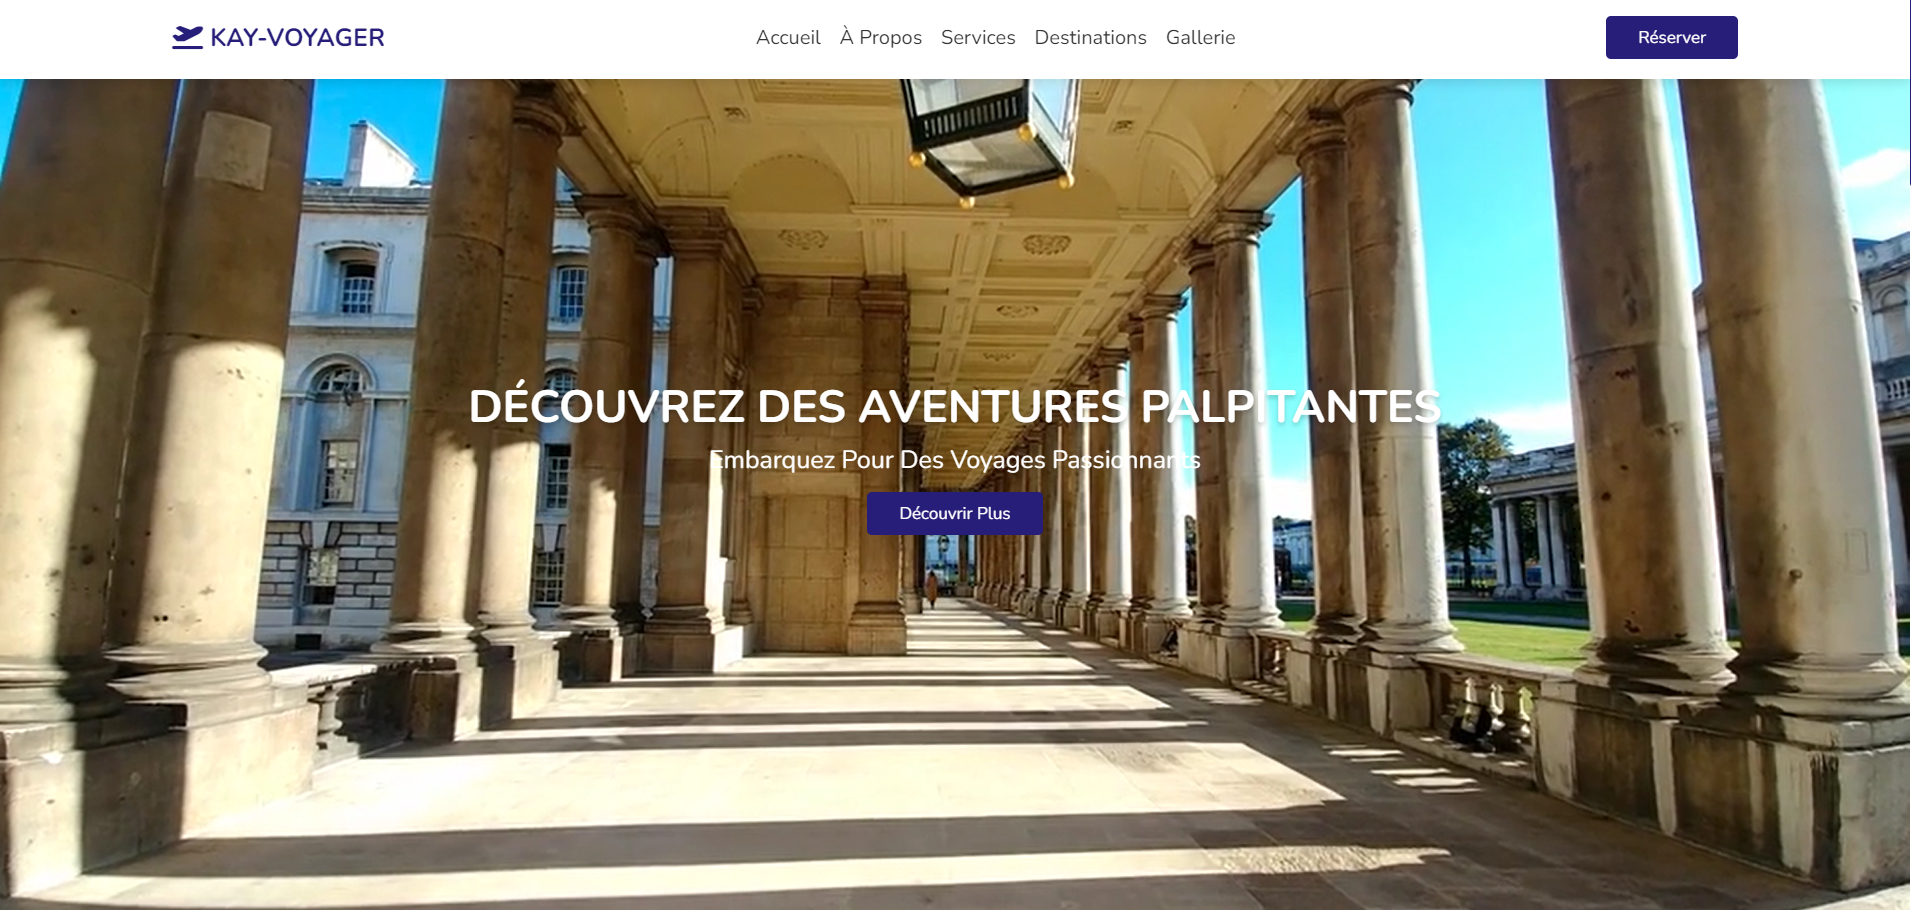 KAY-VOYAGER
Accueil À Propos Services Destinations Gallerie
Réserver
DÉCOUVREZ DES AVENTURES PALPITANTES
Embarquez Pour Des Voyages Passionnants
Découvrir Plus